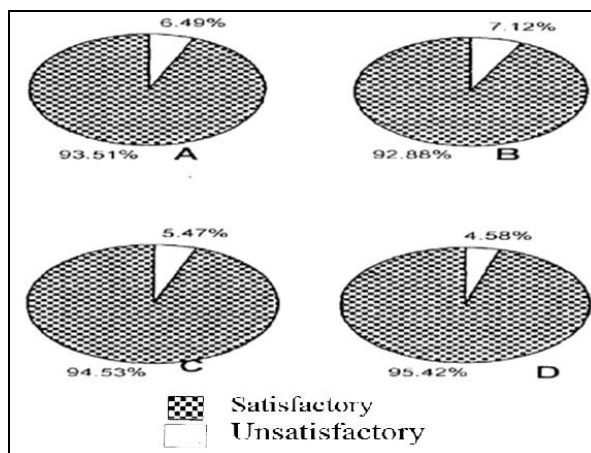 6.49%
7.12%
93.51%
A
92.88%
B
5.47%
4.58%
94.53%
C
95.42%
D
Satisfactory
Unsatisfactory